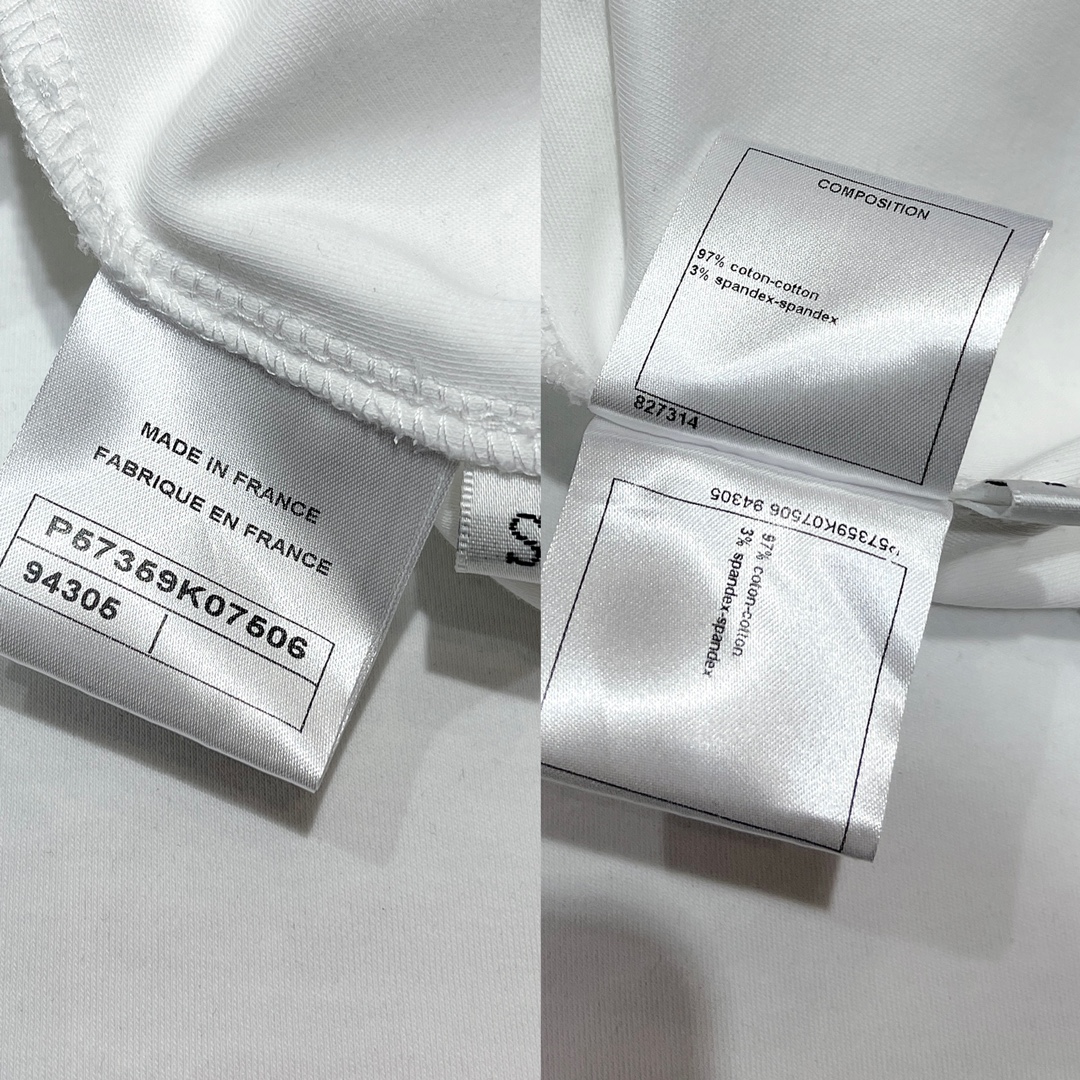 MADE IN FRANCE
FABRIQUE EN FRANCE
P57359K07506
94305
S
COMPOSITION
97% coton-cotton
3% spandex-spandex
827314
P57359K07506 94305
97% coton-cotton
3% spandex-spandex